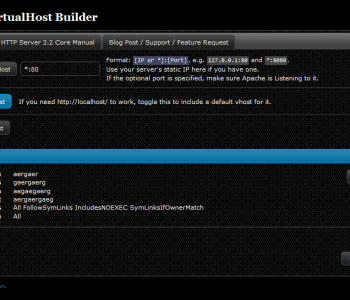 rtualHost Builder
HTTP Server 2.2 Core Manual
Blog Post / Support / Feature Request
Host
*:80
Format: [IP or *]:[Port], e.g. 127.0.0.1:80 and *:5050.
Use your server's static IP here if you have one.
If the optional port is specified, make sure Apache is Listening to it.
If you need http://localhost/ to work, toggle this to include a default vhost for it.
aergaer
gaergaerg
aegaegaerg
aergaergaeg
All FollowSymLinks IncludesNOEXEC SymLinksIfOwnerMatch
All